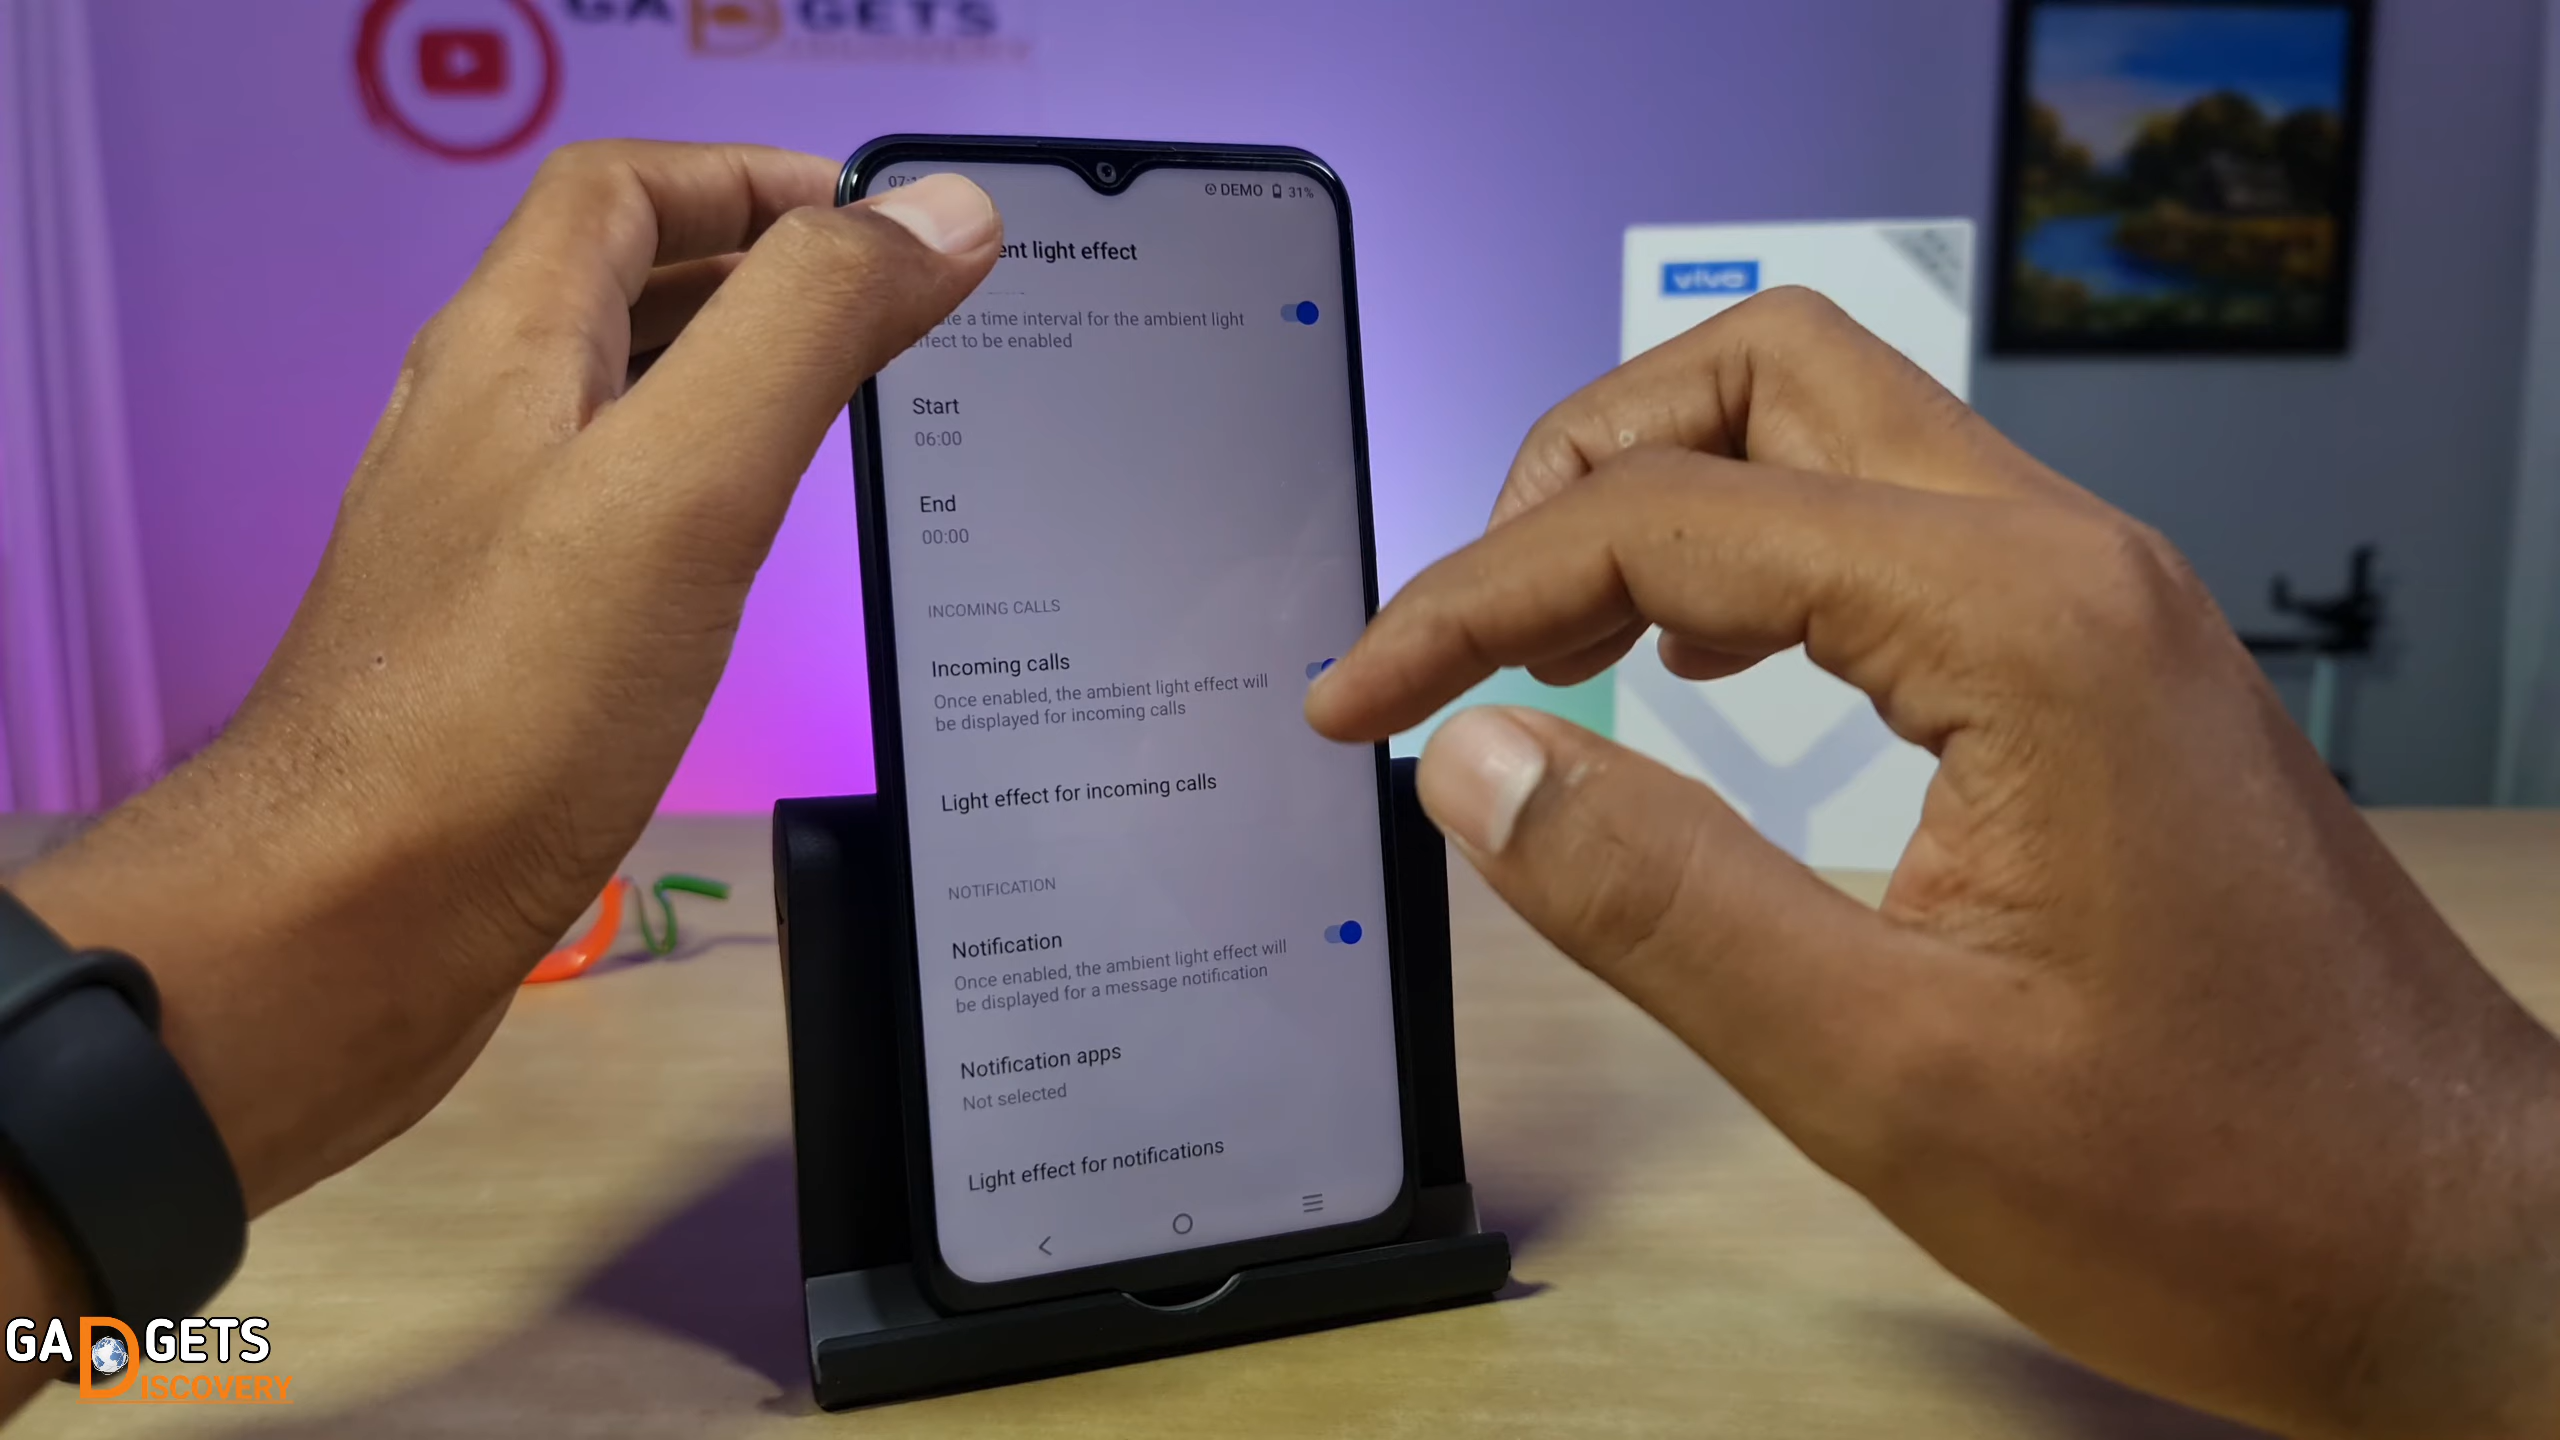 GADGETS
07:
DEMO 31%
ent light effect
te a time interval for the ambient light
effect to be enabled
Start
06:00
End
00:00
INCOMING CALLS
Incoming calls
Once enabled, the ambient light effect will
be displayed for incoming calls
Light effect for incoming calls
NOTIFICATION
Notification
Once enabled, the ambient light effect will
be displayed for a message notification
Notification apps
Not selected
Light effect for notifications
vivo
GADGETS
DISCOVERY